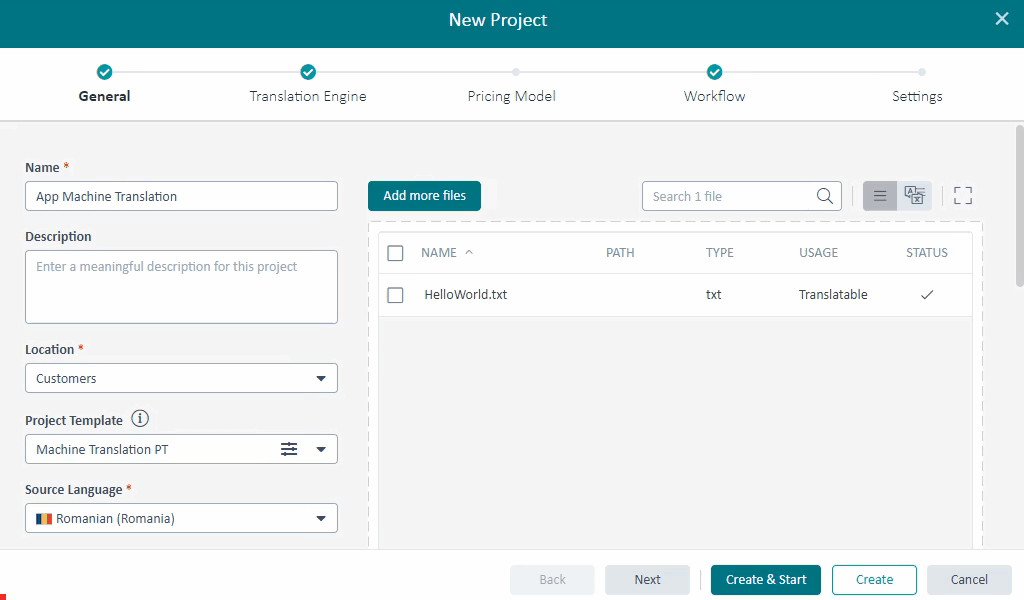 New Project
General
Translation Engine
Pricing Model
Workflow
Settings
Name *
App Machine Translation
Description
Enter a meaningful description for this project
Location *
Customers
Project Template
Machine Translation PT
Source Language *
Romanian (Romania)
Add more files
Search 1 file
NAME PATH TYPE USAGE STATUS
HelloWorld.txt txt Translatable
Back Next Create & Start Create Cancel